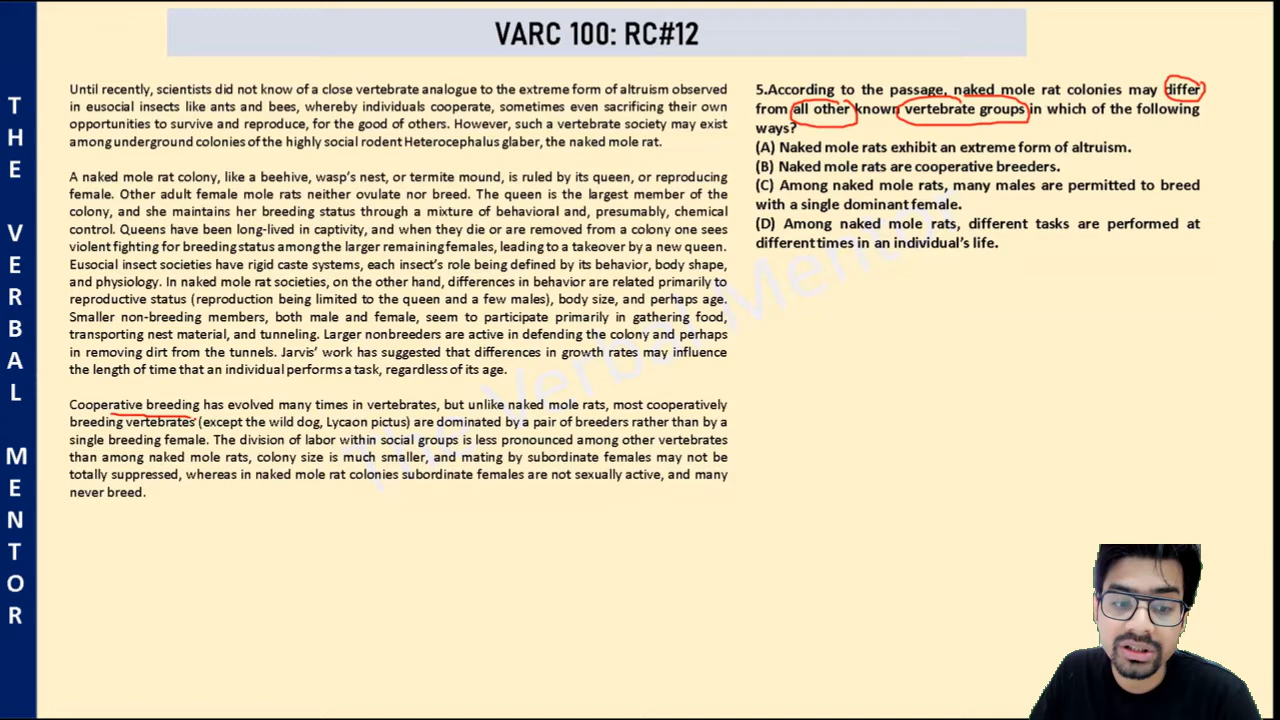 VARC 100: RC#12
THE VERBAL MENTOR
Until recently, scientists did not know of a close vertebrate analogue to the extreme form of altruism observed
in eusocial insects like ants and bees, whereby individuals cooperate, sometimes even sacrificing their own
opportunities to survive and reproduce, for the good of others. However, such a vertebrate society may exist
among underground colonies of the highly social rodent Heterocephalus glaber, the naked mole rat.
A naked mole rat colony, like a beehive, wasp's nest, or termite mound, is ruled by its queen, or reproducing
female. Other adult female mole rats neither ovulate nor breed. The queen is the largest member of the
colony, and she maintains her breeding status through a mixture of behavioral and, presumably, chemical
control. Queens have been long-lived in captivity, and when they die or are removed from a colony one sees
violent fighting for breeding status among the larger remaining females, leading to a takeover by a new queen.
Eusocial insect societies have rigid caste systems, each insect's role being defined by its behavior, body shape,
and physiology. In naked mole rat societies, on the other hand, differences in behavior are related primarily to
reproductive status (reproduction being limited to the queen and a few males), body size, and perhaps age.
Smaller non-breeding members, both male and female, seem to participate primarily in gathering food,
transporting nest material, and tunneling. Larger nonbreeders are active in defending the colony and perhaps
in removing dirt from the tunnels. Jarvis' work has suggested that differences in growth rates may influence
the length of time that an individual performs a task, regardless of its age.
Cooperative breeding has evolved many times in vertebrates, but unlike naked mole rats, most cooperatively
breeding vertebrates (except the wild dog, Lycaon pictus) are dominated by a pair of breeders rather than by a
single breeding female. The division of labor within social groups is less pronounced among other vertebrates
than among naked mole rats, colony size is much smaller, and mating by subordinate females may not be
totally suppressed, whereas in naked mole rat colonies subordinate females are not sexually active, and many
never breed.
5.According to the passage, naked mole rat colonies may differ
from all other known vertebrate groups in which of the following
ways?
(A) Naked mole rats exhibit an extreme form of altruism.
(B) Naked mole rats are cooperative breeders.
(C) Among naked mole rats, many males are permitted to breed
with a single dominant female.
(D) Among naked mole rats, different tasks are performed at
different times in an individual's life.
The Verbal Mentor